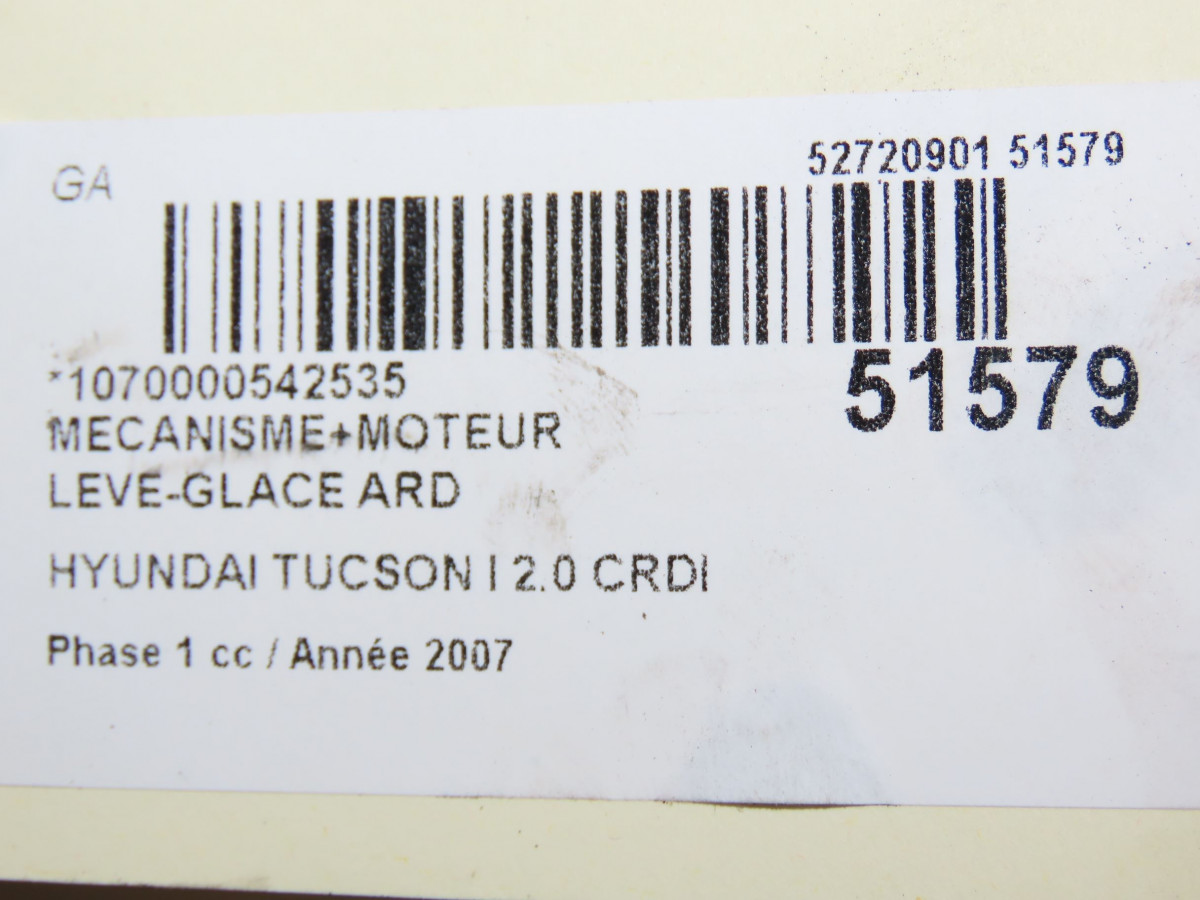 GA
52720901 51579
*1070000542535
51579
MECANISME+MOTEUR
LEVE-GLACE ARD
HYUNDAI TUCSON I 2.0 CRDI
Phase 1 cc / Année 2007